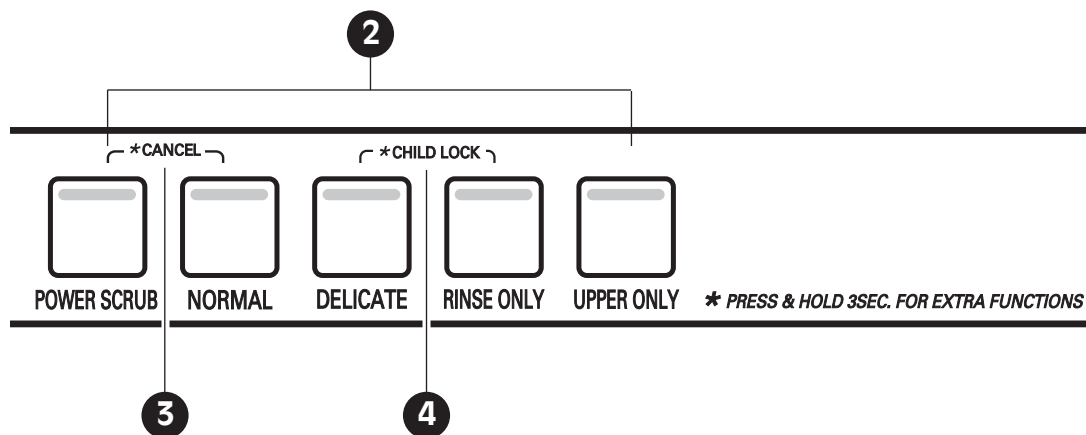 2
*CANCEL *CHILD LOCK
POWER SCRUB NORMAL DELICATE RINSE ONLY UPPER ONLY * PRESS & HOLD 3SEC. FOR EXTRA FUNCTIONS
3 4